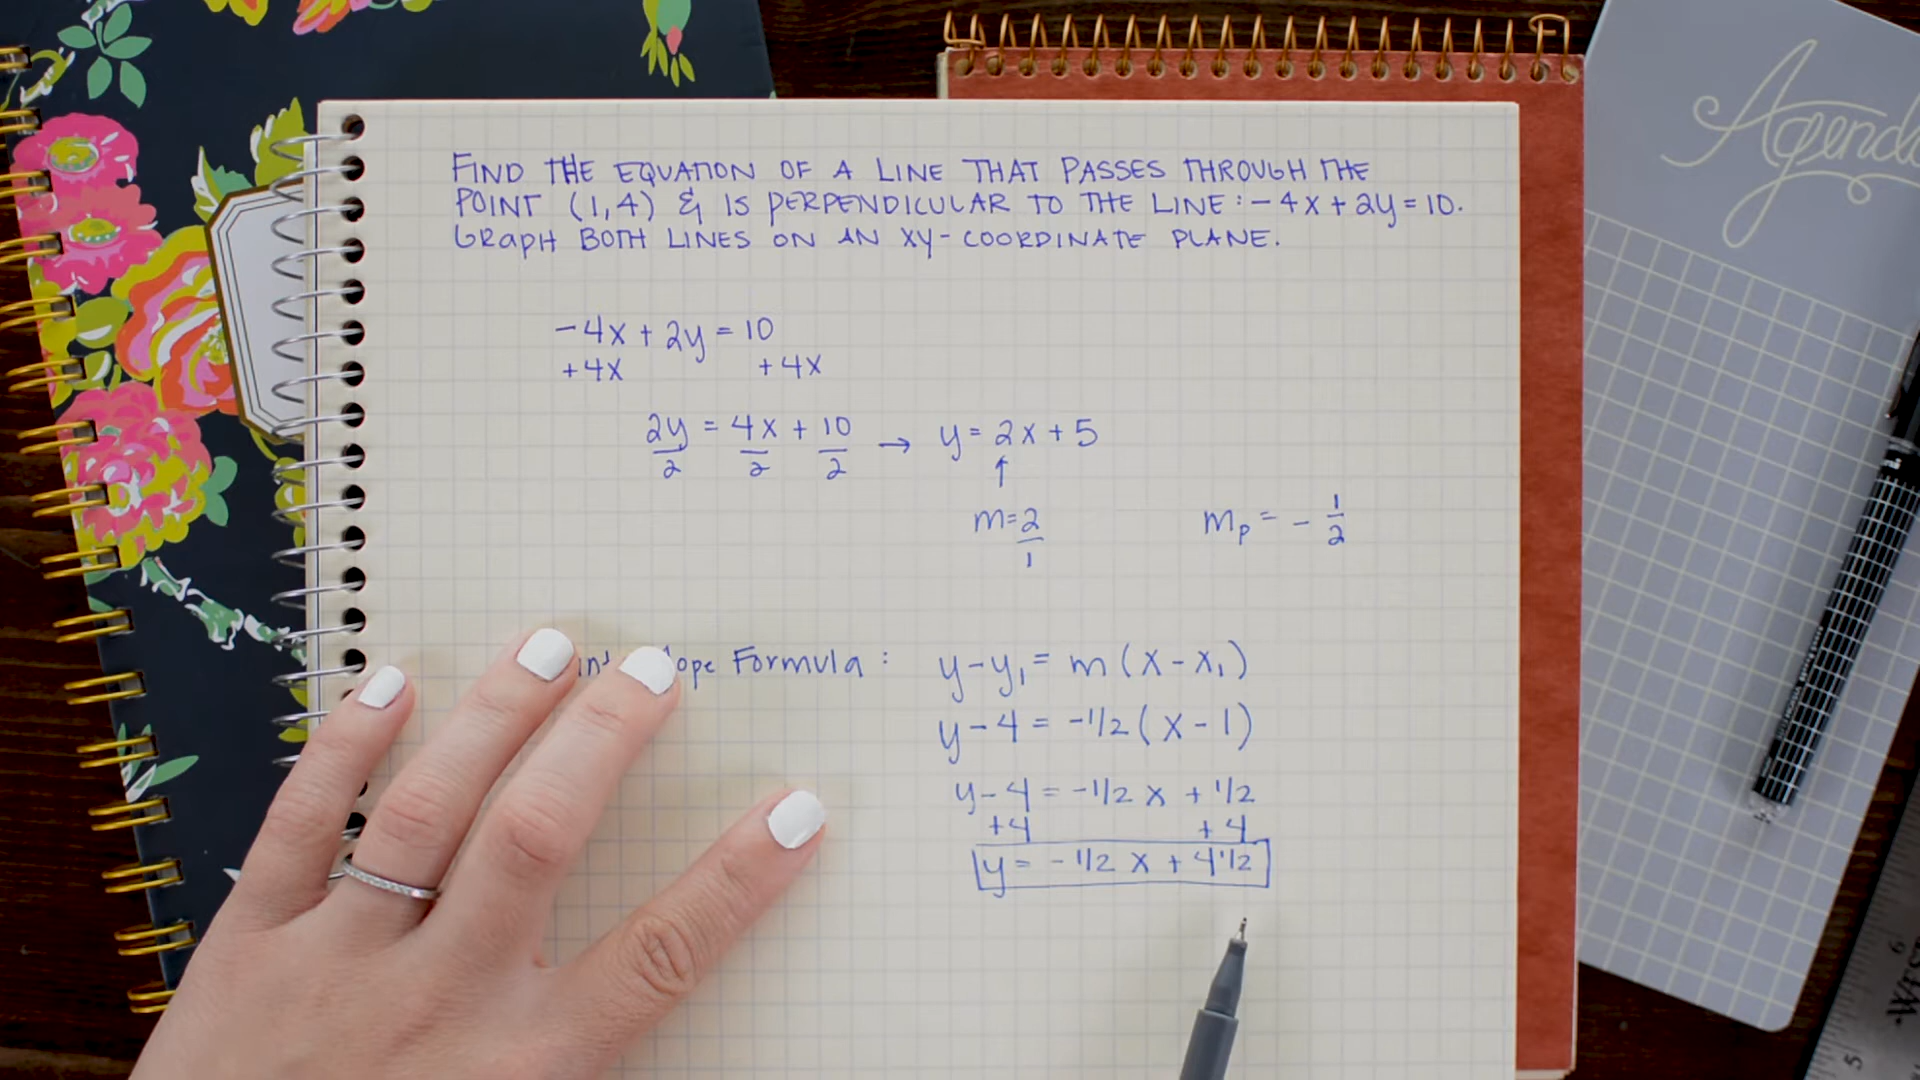 FIND THE EQUATION OF A LINE THAT PASSES THROUGH THE
POINT (1,4) & IS PERPENDICULAR TO THE LINE: -4x+2y=10.
GRAPH BOTH LINES ON AN XY-COORDINATE PLANE.
-4x + 2y = 10
+4x +4x
2y/2 = 4x/2 + 10/2 → y = 2x + 5
↑
m = 2/1
mp = - 1/2
Formula: y - y₁ = m (x - x₁)
y - 4 = -1/2 (x - 1)
y - 4 = -1/2 x + 1/2
+4 +4
y = - 1/2 x + 4 1/2
Agenda
6
5